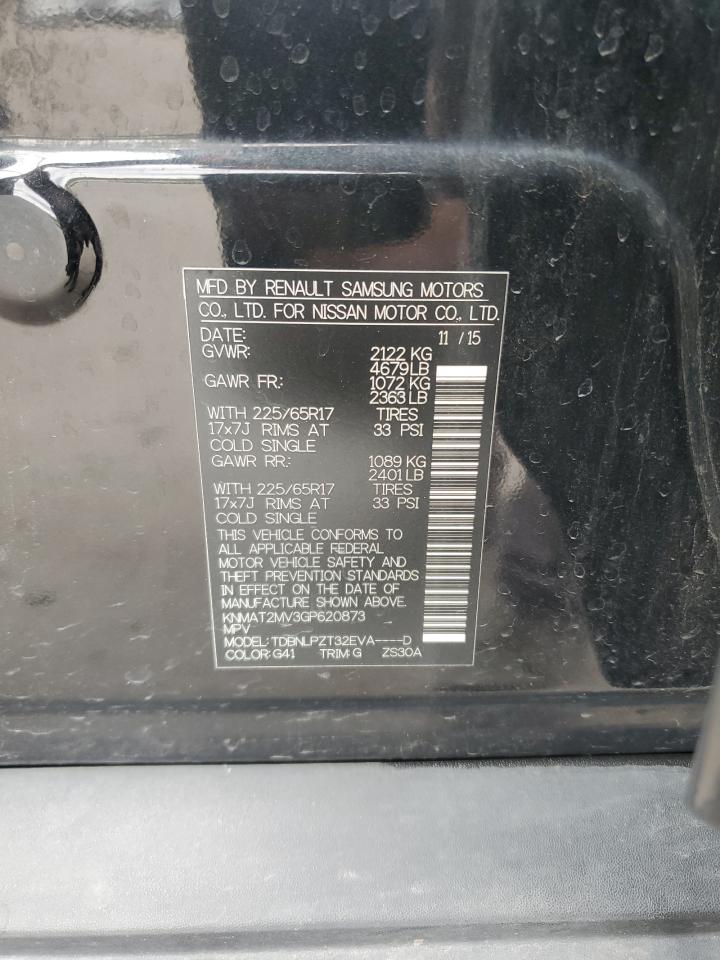 MFD BY RENAULT SAMSUNG MOTORS
CO., LTD. FOR NISSAN MOTOR CO., LTD.
DATE: 11 / 15
GVWR: 2122 KG
4679 LB
GAWR FR.: 1072 KG
2363 LB
WITH 225/65R17 TIRES
17x7J RIMS AT 33 PSI
COLD SINGLE
GAWR RR.: 1089 KG
2401 LB
WITH 225/65R17 TIRES
17x7J RIMS AT 33 PSI
COLD SINGLE
THIS VEHICLE CONFORMS TO
ALL APPLICABLE FEDERAL
MOTOR VEHICLE SAFETY AND
THEFT PREVENTION STANDARDS
IN EFFECT ON THE DATE OF
MANUFACTURE SHOWN ABOVE.
KNMAT2MV3GP620873
MPV
MODEL: TDBNLPZT32EVA----D
COLOR: G41 TRIM: G ZS30A